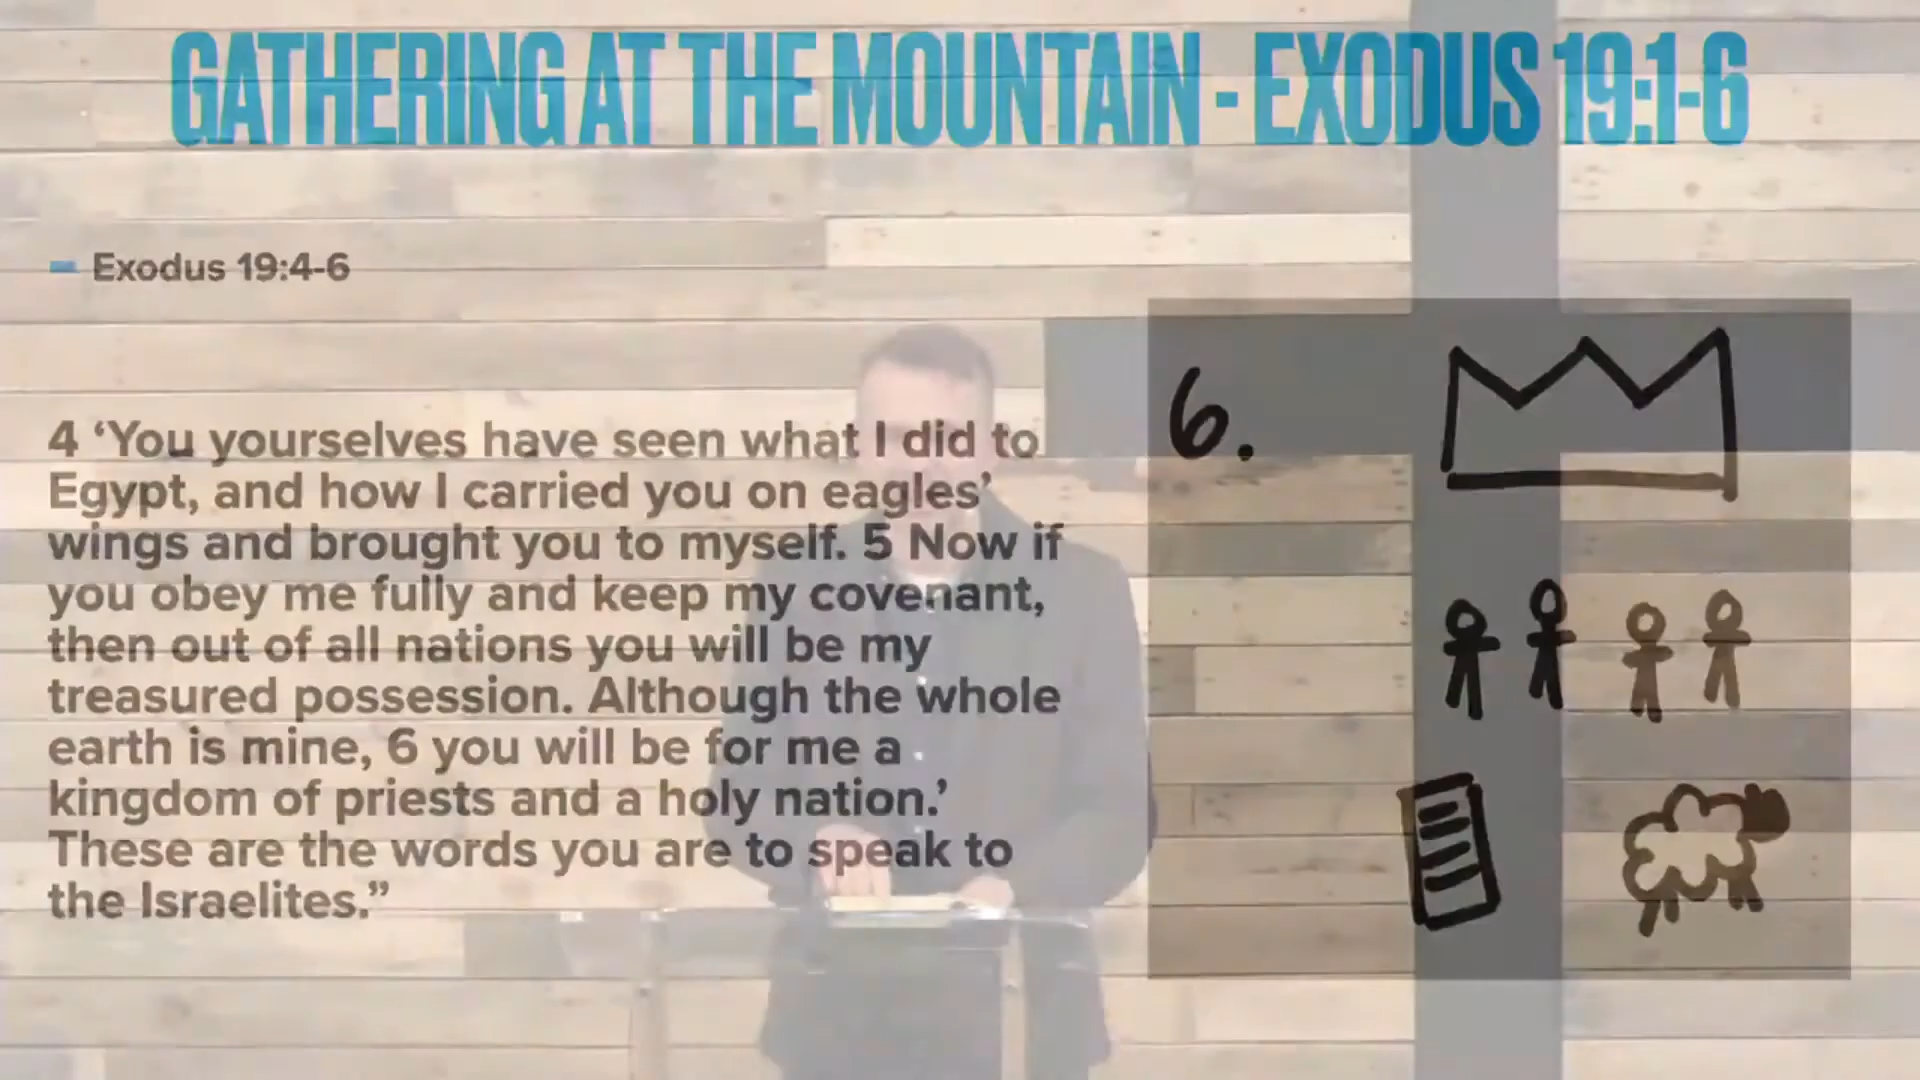 GATHERING AT THE MOUNTAIN - EXODUS 19:1-6
Exodus 19:4-6
4 ‘You yourselves have seen what I did to
Egypt, and how I carried you on eagles’
wings and brought you to myself. 5 Now if
you obey me fully and keep my covenant,
then out of all nations you will be my
treasured possession. Although the whole
earth is mine, 6 you will be for me a
kingdom of priests and a holy nation.’
These are the words you are to speak to
the Israelites.”
6.